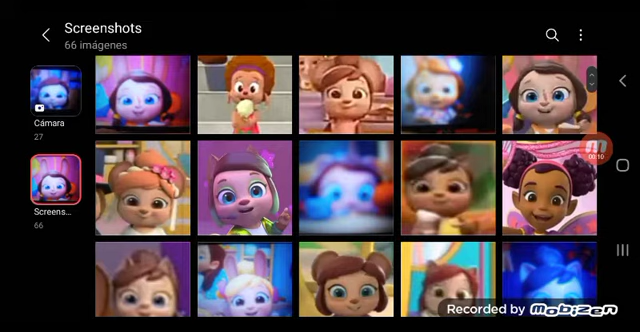 Screenshots
66 imágenes
Cámara
27
Screens...
66
00:10
Recorded by mobizen